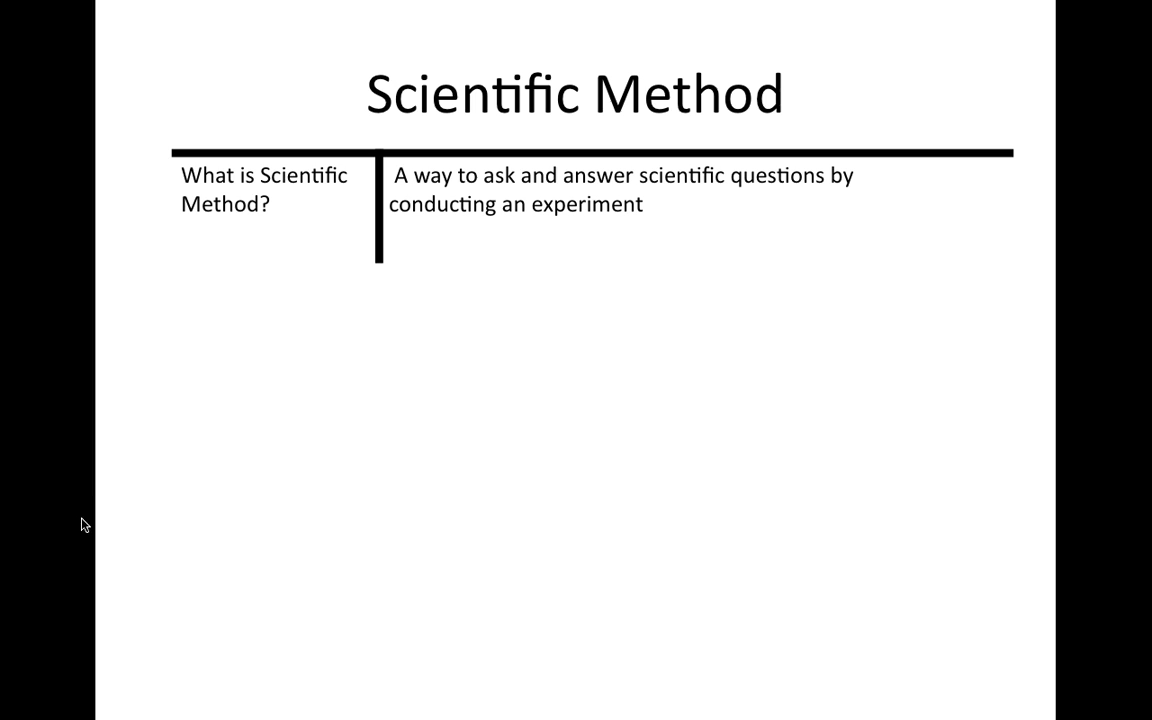 Scientific Method
What is Scientific
Method?
A way to ask and answer scientific questions by
conducting an experiment